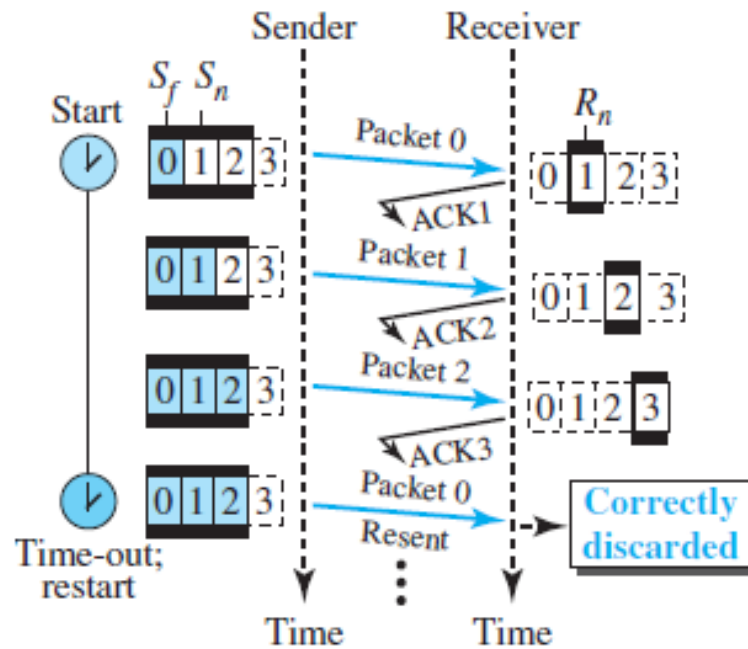 Sender Receiver
S_f S_n
Start
R_n
Packet 0
0 1 2 3
0 1 2 3
ACK1
Packet 1
0 1 2 3
0 1 2 3
ACK2
Packet 2
0 1 2 3
0 1 2 3
ACK3
Packet 0
0 1 2 3
Resent
Correctly
discarded
Time-out;
restart
Time Time